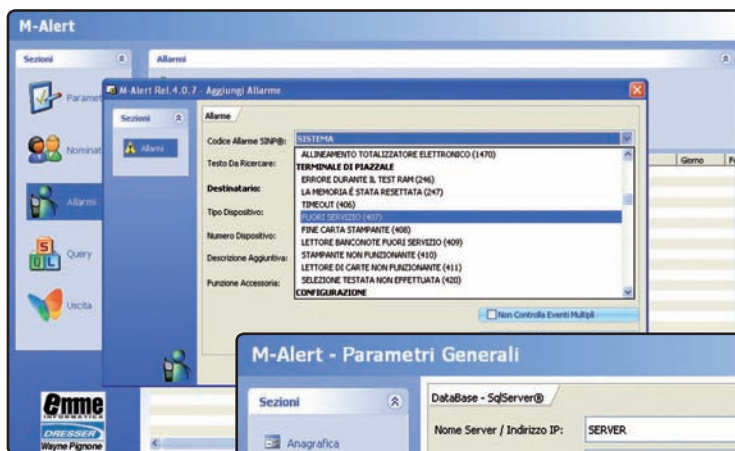 M-Alert
Sezioni
Allarmi
M-Alert Rel.4.0.7 - Aggiungi Allarme
Sezioni
Allarme
Allarmi
Codice Allarme SINP®:
SISTEMA
Testo Da Ricercare:
Destinatario:
Tipo Dispositivo:
Numero Dispositivo:
Descrizione Aggiuntiva:
Funzione Accessoria:
ALLINEAMENTO TOTALIZZATORE ELETTRONICO (1470)
TERMINALE DI PIAZZALE
ERRORE DURANTE IL TEST RAM (246)
LA MEMORIA É STATA RESETTATA (247)
TIMEOUT (406)
FUORI SERVIZIO (407)
FINE CARTA STAMPANTE (408)
LETTORE BANCONOTE FUORI SERVIZIO (409)
STAMPANTE NON FUNZIONANTE (410)
LETTORE DI CARTE NON FUNZIONANTE (411)
SELEZIONE TESTATA NON EFFETTUATA (420)
CONFIGURAZIONE
Non Controlla Eventi Multipli
Giorno
Paramet
Nominat
Allarmi
SQL
Query
Uscita
emme
INFORMATICA
DRESSER
Wayne Pignone
M-Alert - Parametri Generali
Sezioni
Anagrafica
DataBase - SqlServer®
Nome Server / Indirizzo IP:
SERVER